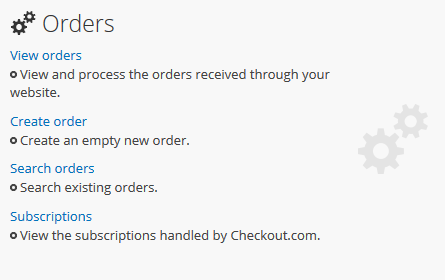 Orders
View orders
View and process the orders received through your
website.
Create order
Create an empty new order.
Search orders
Search existing orders.
Subscriptions
View the subscriptions handled by Checkout.com.